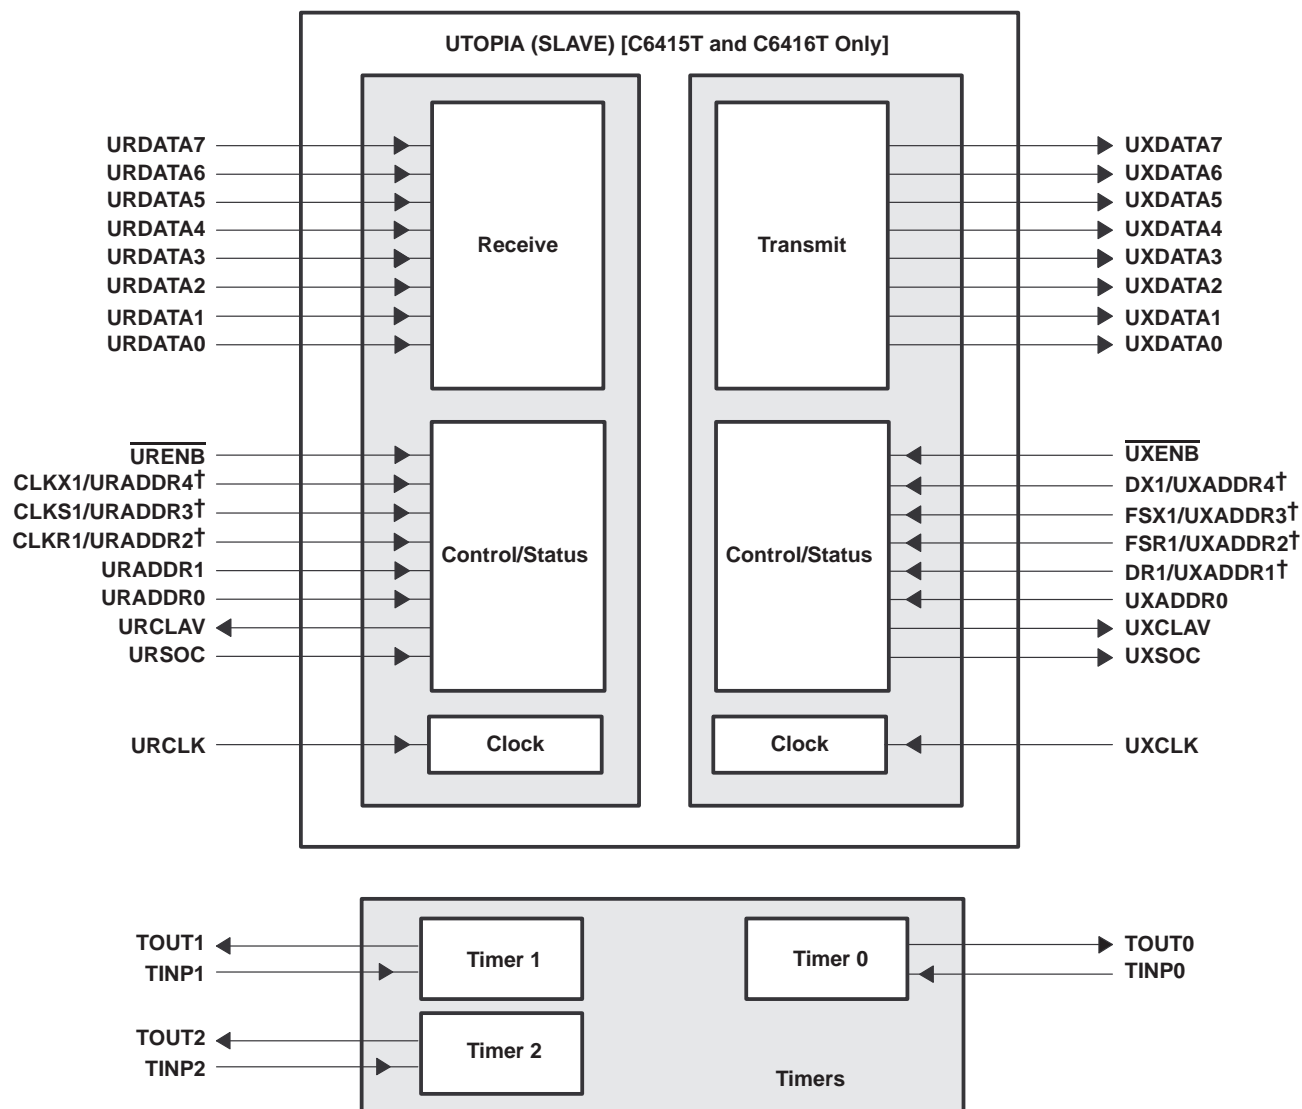 UTOPIA (SLAVE) [C6415T and C6416T Only]
URDATA7
URDATA6
URDATA5
URDATA4
URDATA3
URDATA2
URDATA1
URDATA0
Receive
Transmit
UXDATA7
UXDATA6
UXDATA5
UXDATA4
UXDATA3
UXDATA2
UXDATA1
UXDATA0
URENB
CLKX1/URADDR4†
CLKS1/URADDR3†
CLKR1/URADDR2†
URADDR1
URADDR0
URCLAV
URSOC
Control/Status
Control/Status
UXENB
DX1/UXADDR4†
FSX1/UXADDR3†
FSR1/UXADDR2†
DR1/UXADDR1†
UXADDR0
UXCLAV
UXSOC
URCLK
Clock
Clock
UXCLK
TOUT1
TINP1
Timer 1
Timer 0
TOUT0
TINP0
TOUT2
TINP2
Timer 2
Timers